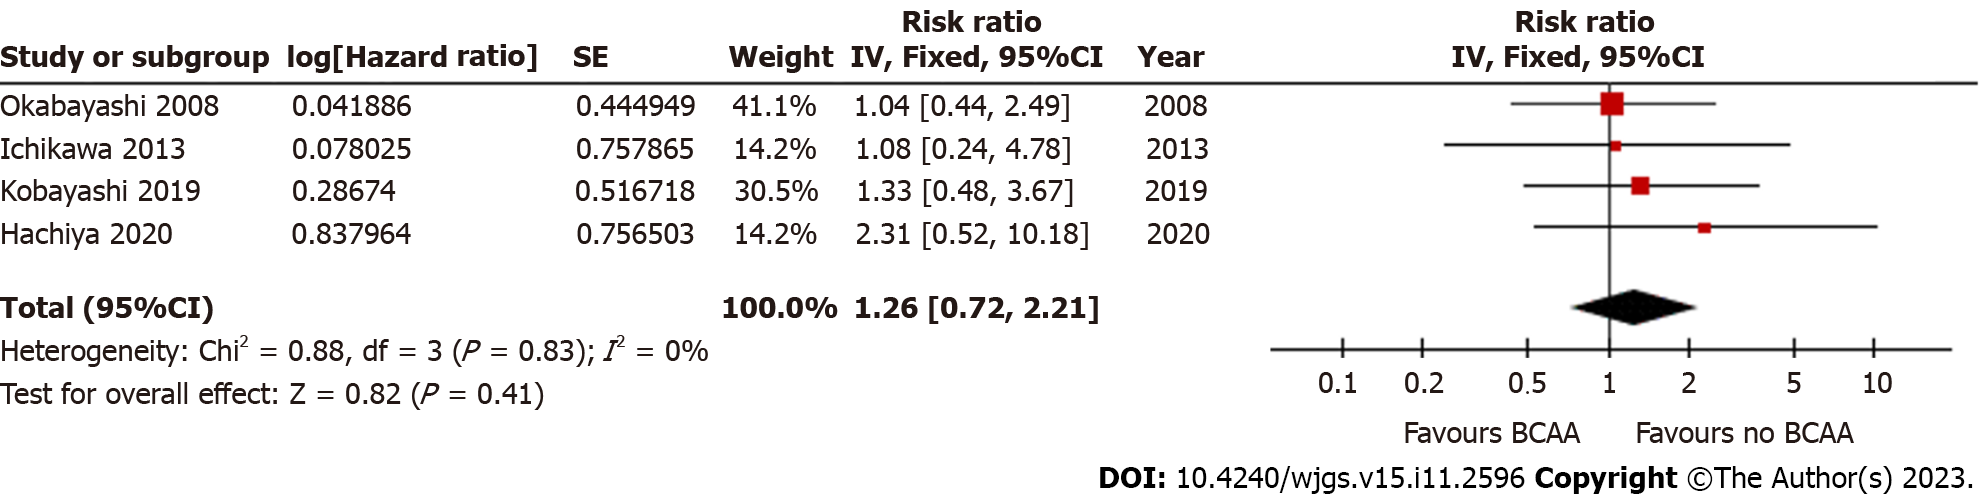 Risk ratio Risk ratio
Study or subgroup log[Hazard ratio] SE Weight IV, Fixed, 95%CI Year IV, Fixed, 95%CI
Okabayashi 2008 0.041886 0.444949 41.1% 1.04 [0.44, 2.49] 2008
Ichikawa 2013 0.078025 0.757865 14.2% 1.08 [0.24, 4.78] 2013
Kobayashi 2019 0.28674 0.516718 30.5% 1.33 [0.48, 3.67] 2019
Hachiya 2020 0.837964 0.756503 14.2% 2.31 [0.52, 10.18] 2020
Total (95%CI) 100.0% 1.26 [0.72, 2.21]
Heterogeneity: Chi² = 0.88, df = 3 (P = 0.83); I² = 0%
Test for overall effect: Z = 0.82 (P = 0.41)
0.1 0.2 0.5 1 2 5 10
Favours BCAA Favours no BCAA
DOI: 10.4240/wjgs.v15.i11.2596 Copyright ©The Author(s) 2023.